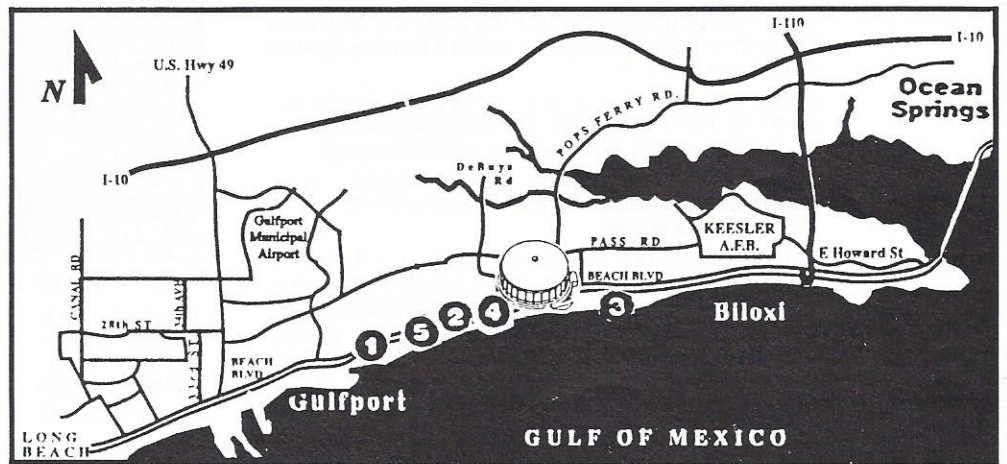 I-110
I-10
U.S. Hwy 49
N
Ocean
Springs
POPS FERRY RD.
DeBuys
Rd
I-10
Gulfport
Municipal
Airport
KEESLER
A.F.B.
PASS RD
E Howard St
CANAL RD
34th AVE
BEACH BLVD
28th ST
3
Biloxi
1
5
2
4
BEACH
BLVD
Gulfport
LONG
BEACH
GULF OF MEXICO